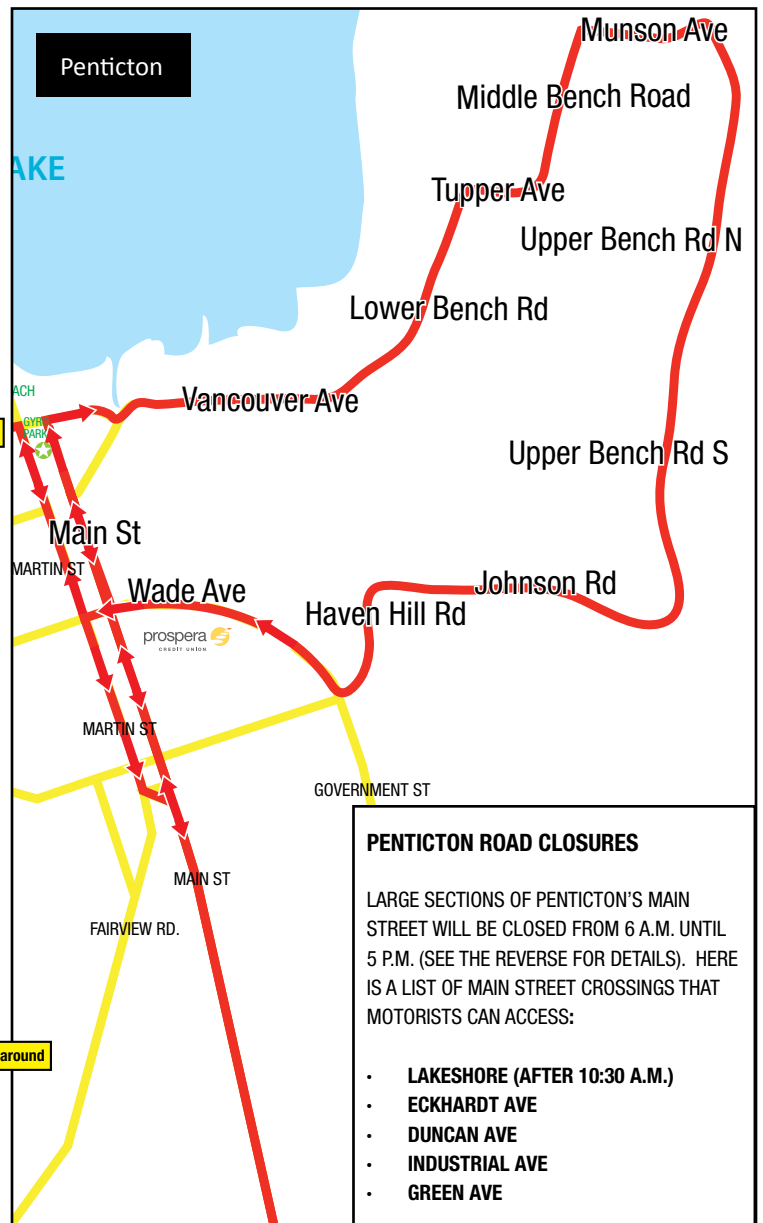 Penticton
AKE
Munson Ave
Middle Bench Road
Tupper Ave
Upper Bench Rd N
Lower Bench Rd
ACH
Vancouver Ave
GYRO
PARK
Upper Bench Rd S
Main St
MARTIN ST
Wade Ave
Johnson Rd
Haven Hill Rd
prospera
CREDIT UNION
MARTIN ST
GOVERNMENT ST
MAIN ST
FAIRVIEW RD.
around
PENTICTON ROAD CLOSURES
LARGE SECTIONS OF PENTICTON'S MAIN
STREET WILL BE CLOSED FROM 6 A.M. UNTIL
5 P.M. (SEE THE REVERSE FOR DETAILS). HERE
IS A LIST OF MAIN STREET CROSSINGS THAT
MOTORISTS CAN ACCESS:
• LAKESHORE (AFTER 10:30 A.M.)
• ECKHARDT AVE
• DUNCAN AVE
• INDUSTRIAL AVE
• GREEN AVE